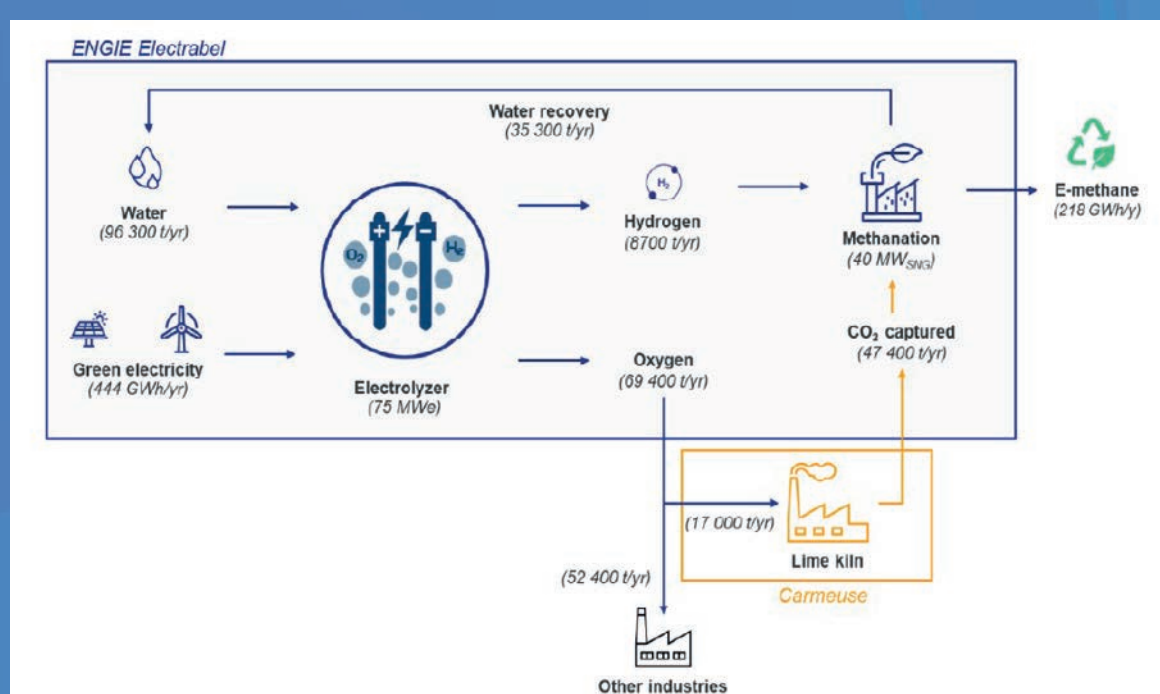 ENGIE Electrabel
Water recovery
(35 300 t/yr)
Water
(96 300 t/yr)
Green electricity
(444 GWh/yr)
O₂
H₂
Electrolyzer
(75 MWe)
H₂
Hydrogen
(8700 t/yr)
Oxygen
(69 400 t/yr)
Methanation
(40 MW_SNG)
E-methane
(218 GWh/y)
CO₂ captured
(47 400 t/yr)
(17 000 t/yr)
Lime kiln
Carmeuse
(52 400 t/yr)
Other industries